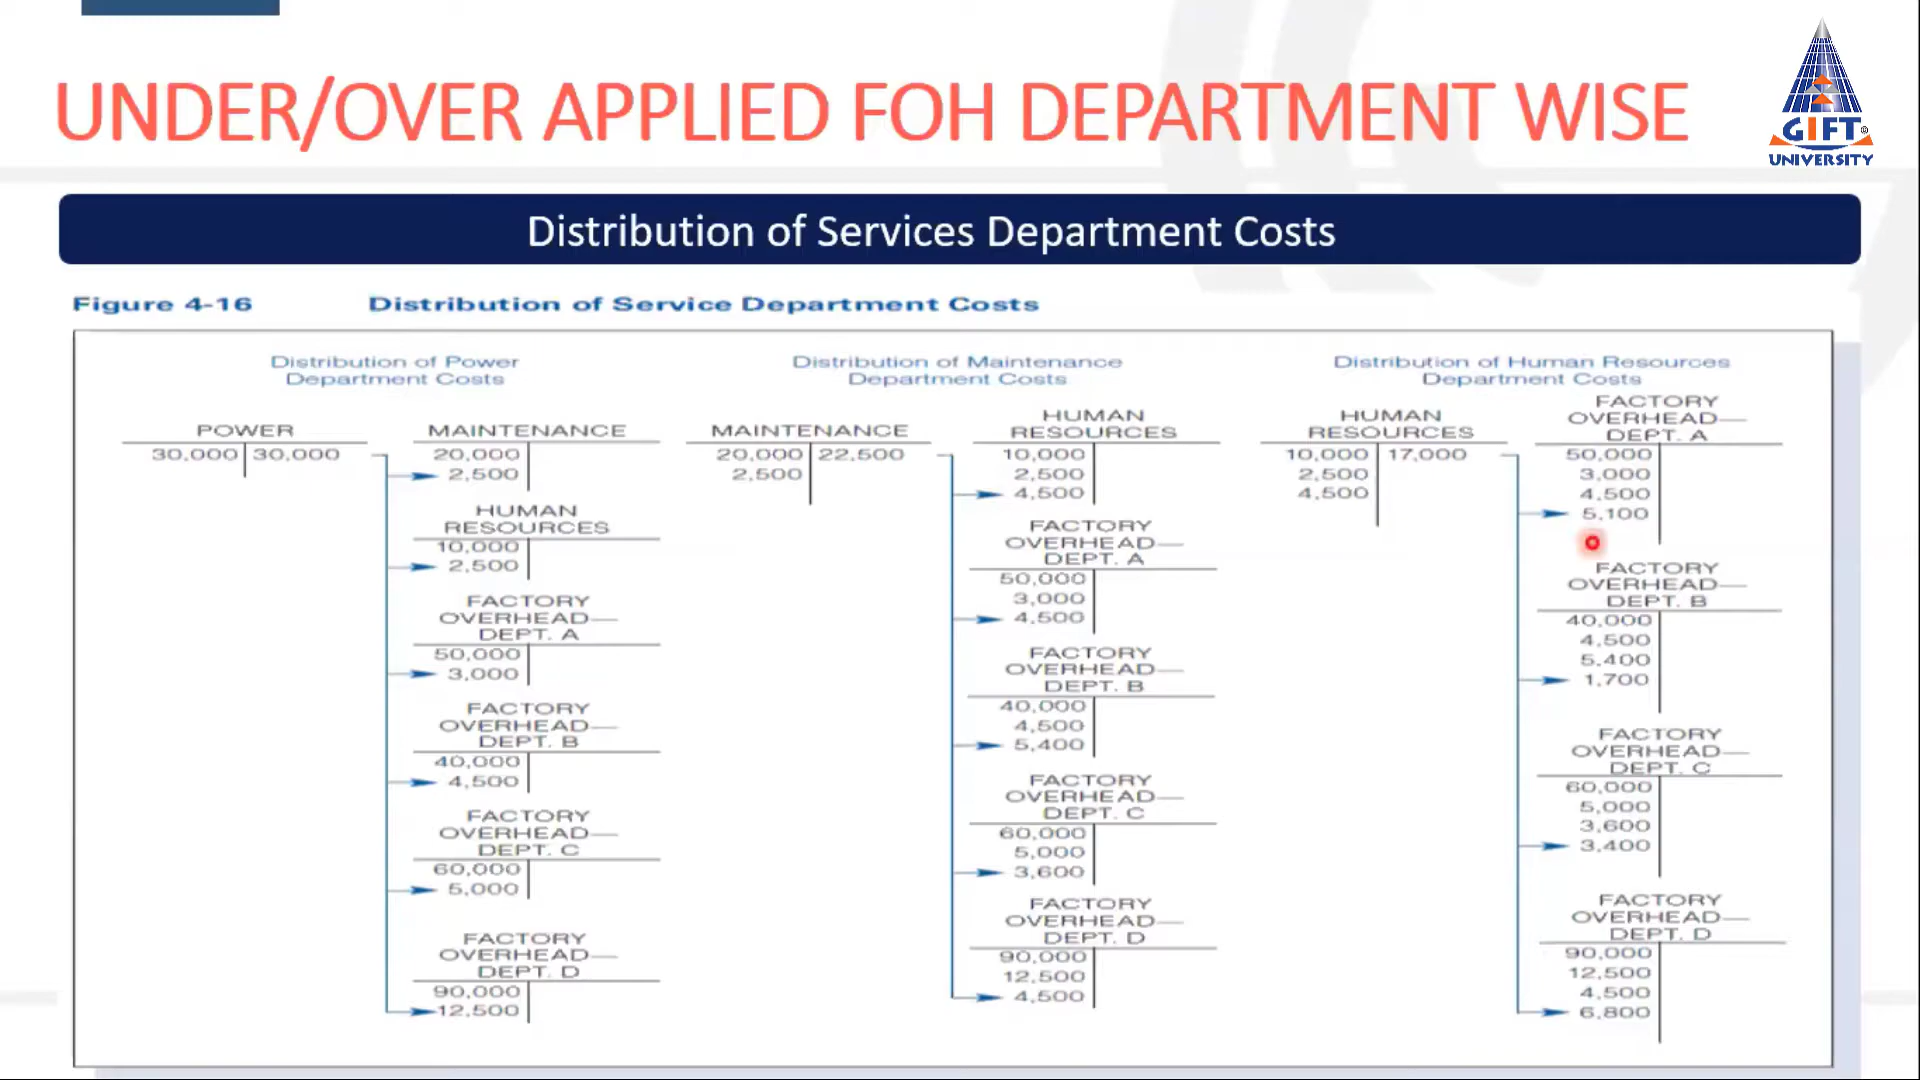 UNDER/OVER APPLIED FOH DEPARTMENT WISE
GIFT®
UNIVERSITY
Distribution of Services Department Costs
Figure 4-16 Distribution of Service Department Costs
Distribution of Power
Department Costs
POWER
30,000 30,000
MAINTENANCE
20,000
2,500
HUMAN
RESOURCES
10,000
2,500
FACTORY
OVERHEAD—
DEPT. A
50,000
3,000
FACTORY
OVERHEAD—
DEPT. B
40,000
4,500
FACTORY
OVERHEAD—
DEPT. C
60,000
5,000
FACTORY
OVERHEAD—
DEPT. D
90,000
12,500
Distribution of Maintenance
Department Costs
MAINTENANCE
20,000 22,500
2,500
HUMAN
RESOURCES
10,000
2,500
4,500
FACTORY
OVERHEAD—
DEPT. A
50,000
3,000
4,500
FACTORY
OVERHEAD—
DEPT. B
40,000
4,500
5,400
FACTORY
OVERHEAD—
DEPT. C
60,000
5,000
3,600
FACTORY
OVERHEAD—
DEPT. D
90,000
12,500
4,500
Distribution of Human Resources
Department Costs
HUMAN
RESOURCES
10,000 17,000
2,500
4,500
FACTORY
OVERHEAD—
DEPT. A
50,000
3,000
4,500
5,100
FACTORY
OVERHEAD—
DEPT. B
40,000
4,500
5,400
1,700
FACTORY
OVERHEAD—
DEPT. C
60,000
5,000
3,600
3,400
FACTORY
OVERHEAD—
DEPT. D
90,000
12,500
4,500
6,800